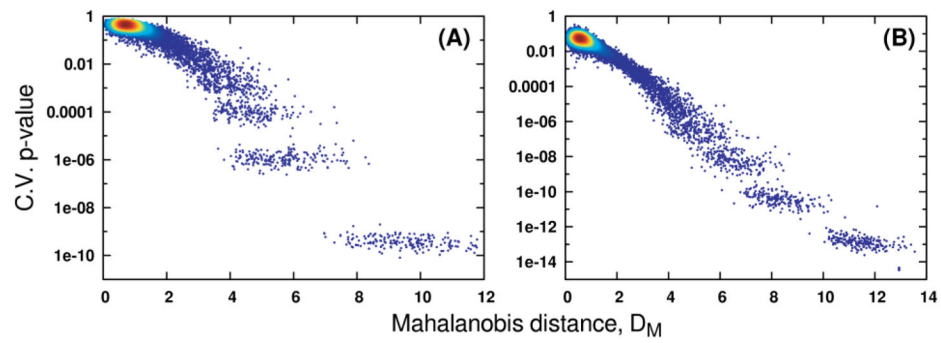 (A)
(B)
C.V. p-value
1
0.01
0.0001
1e-06
1e-08
1e-10
0 2 4 6 8 10 12
1
0.01
0.0001
1e-06
1e-08
1e-10
1e-12
1e-14
0 2 4 6 8 10 12 14
Mahalanobis distance, D_M